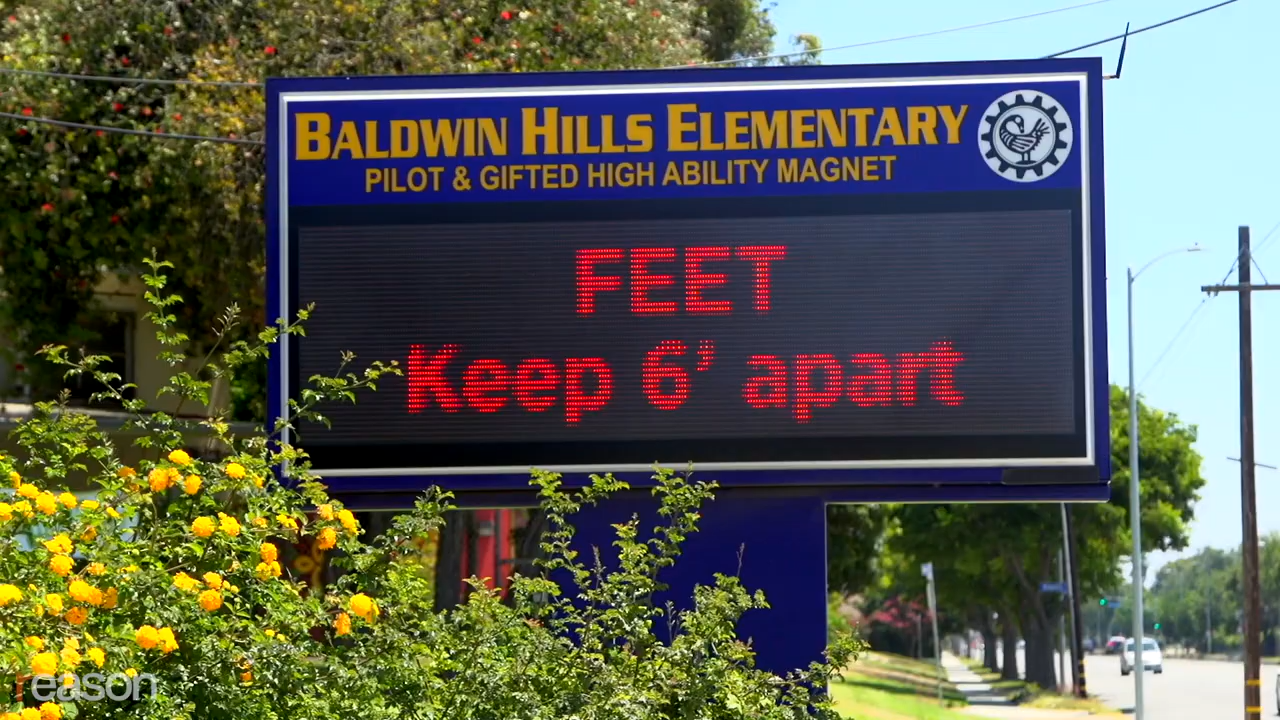 BALDWIN HILLS ELEMENTARY
PILOT & GIFTED HIGH ABILITY MAGNET
FEET
Keep 6' apart
reason